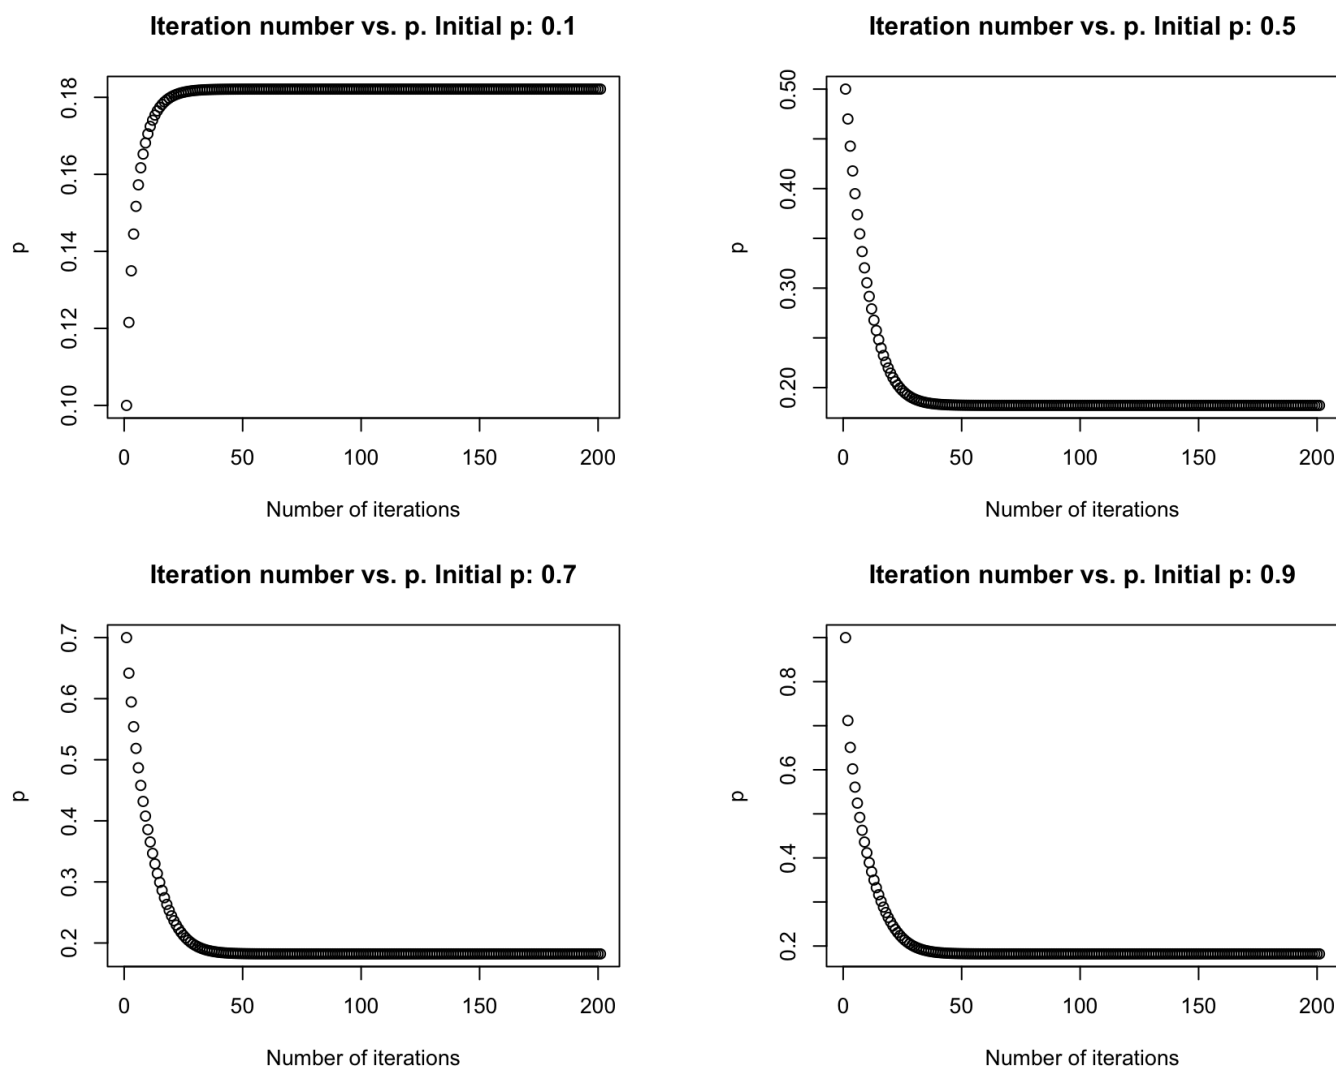 Iteration number vs. p. Initial p: 0.1
0.18
0.16
0.14
0.12
0.10
p
0 50 100 150 200
Number of iterations
Iteration number vs. p. Initial p: 0.5
0.50
0.40
0.30
0.20
p
0 50 100 150 200
Number of iterations
Iteration number vs. p. Initial p: 0.7
0.7
0.6
0.5
0.4
0.3
0.2
p
0 50 100 150 200
Number of iterations
Iteration number vs. p. Initial p: 0.9
0.8
0.6
0.4
0.2
p
0 50 100 150 200
Number of iterations